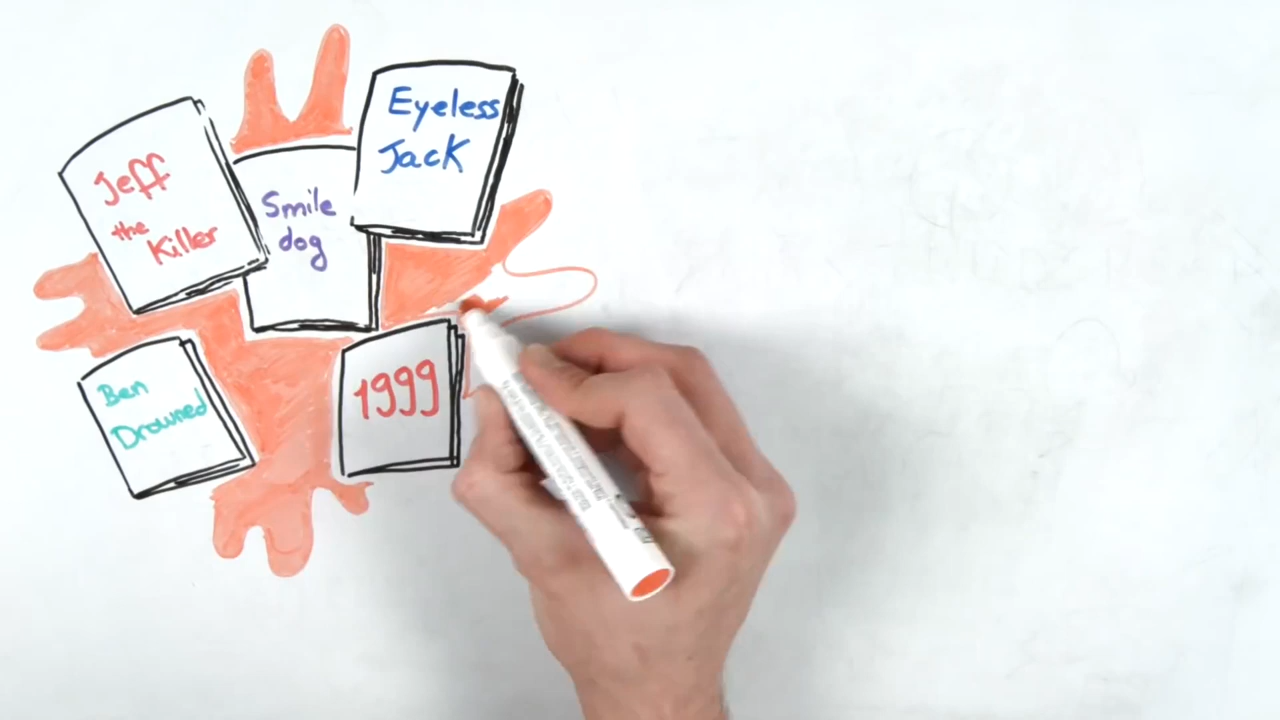 Jeff
the
Killer
Smile
dog
Eyeless
Jack
Ben
Drowned
1999